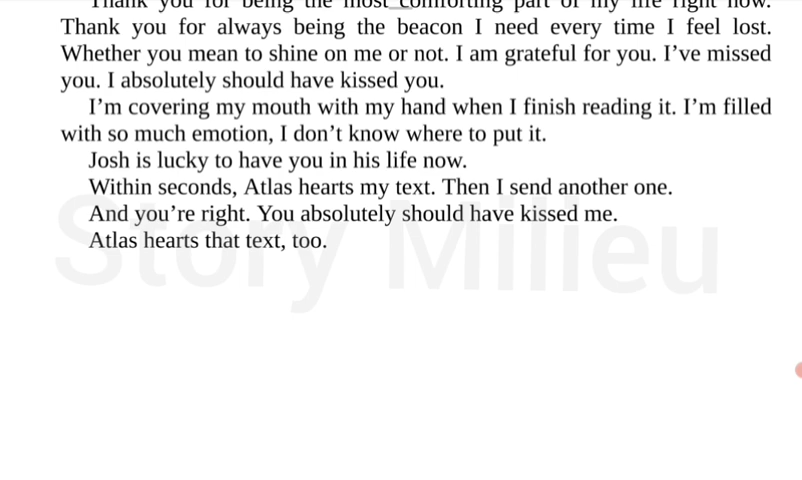 Thank you for being the most comforting part of my life right now.
Thank you for always being the beacon I need every time I feel lost.
Whether you mean to shine on me or not. I am grateful for you. I’ve missed
you. I absolutely should have kissed you.
I’m covering my mouth with my hand when I finish reading it. I’m filled
with so much emotion, I don’t know where to put it.
Josh is lucky to have you in his life now.
Within seconds, Atlas hearts my text. Then I send another one.
And you’re right. You absolutely should have kissed me.
Atlas hearts that text, too.
Story Milieu